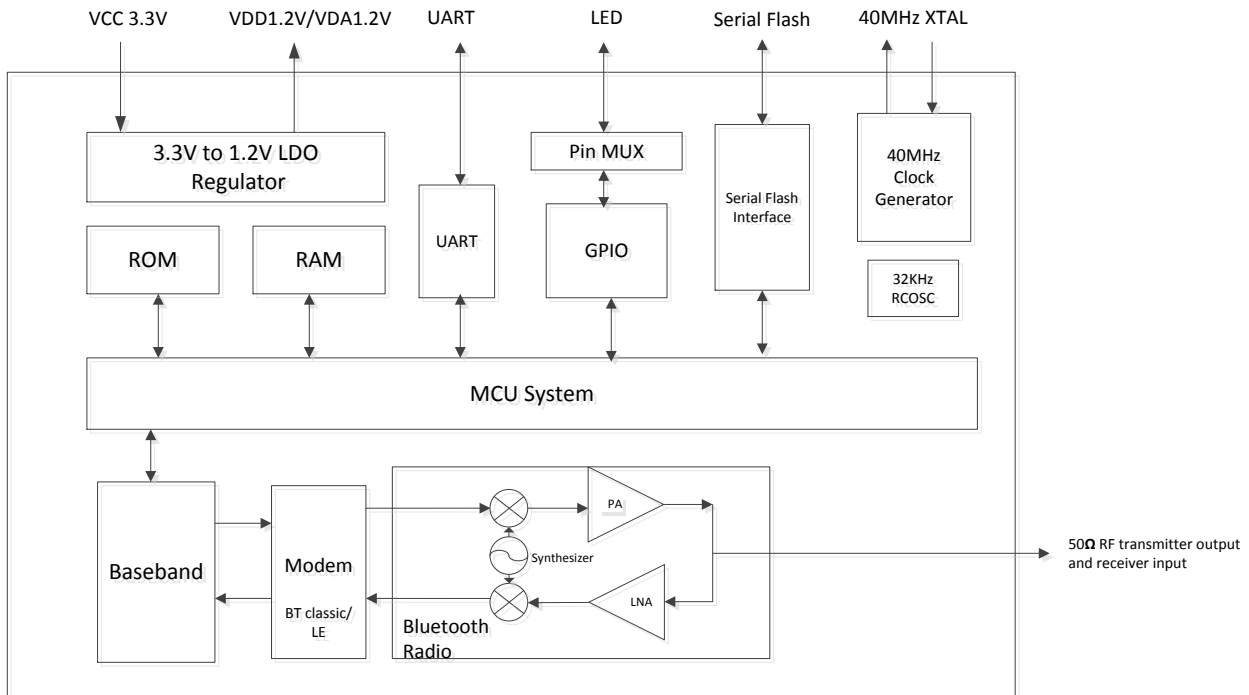 VCC 3.3V
VDD1.2V/VDA1.2V
UART
LED
Serial Flash
40MHz XTAL
3.3V to 1.2V LDO
Regulator
Pin MUX
40MHz
Clock
Generator
Serial Flash
Interface
UART
GPIO
ROM
RAM
32KHz
RCOSC
MCU System
Baseband
Modem
BT classic/
LE
PA
Synthesizer
LNA
Bluetooth
Radio
50Ω RF transmitter output
and receiver input